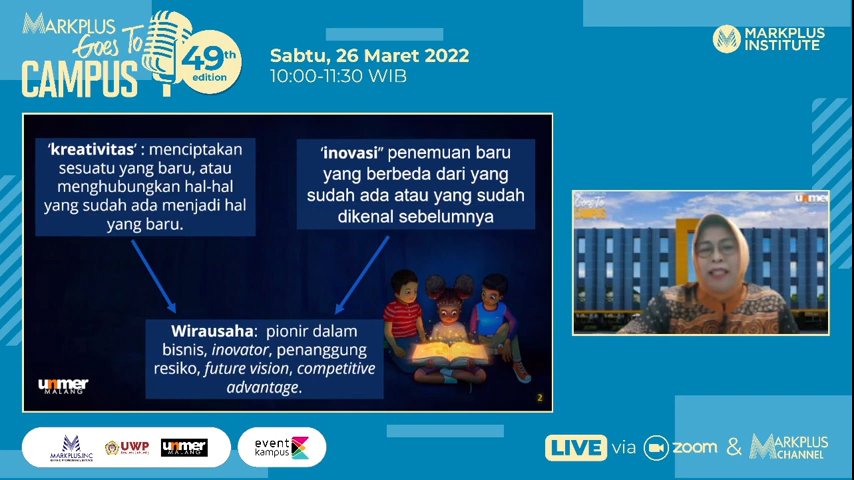 MARKPLUS
Goes To
CAMPUS
49th
edition
Sabtu, 26 Maret 2022
10:00-11:30 WIB
MARKPLUS
INSTITUTE
'kreativitas' : menciptakan
sesuatu yang baru, atau
menghubungkan hal-hal
yang sudah ada menjadi hal
yang baru.
'inovasi" penemuan baru
yang berbeda dari yang
sudah ada atau yang sudah
dikenal sebelumnya
Wirausaha: pionir dalam
bisnis, inovator, penanggung
resiko, future vision, competitive
advantage.
unmer
MALANG
2
Goes To
CAMPUS
unmer
MARKPLUS,INC
UWP
unmer
MALANG
event
kampus
LIVE via zoom & MARKPLUS
CHANNEL